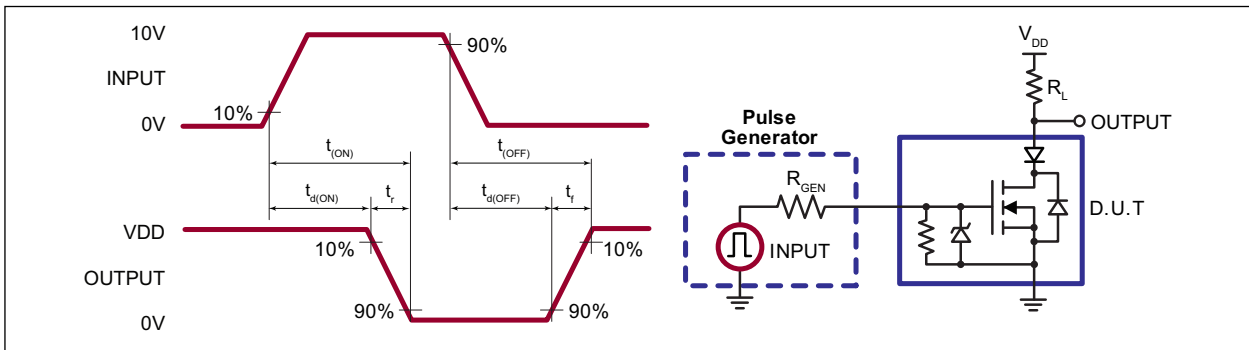 10V
INPUT
0V
10%
90%
t(ON)
t(OFF)
td(ON)
tr
td(OFF)
tf
VDD
OUTPUT
0V
10%
90%
90%
10%
Pulse
Generator
RGEN
INPUT
VDD
RL
OUTPUT
D.U.T